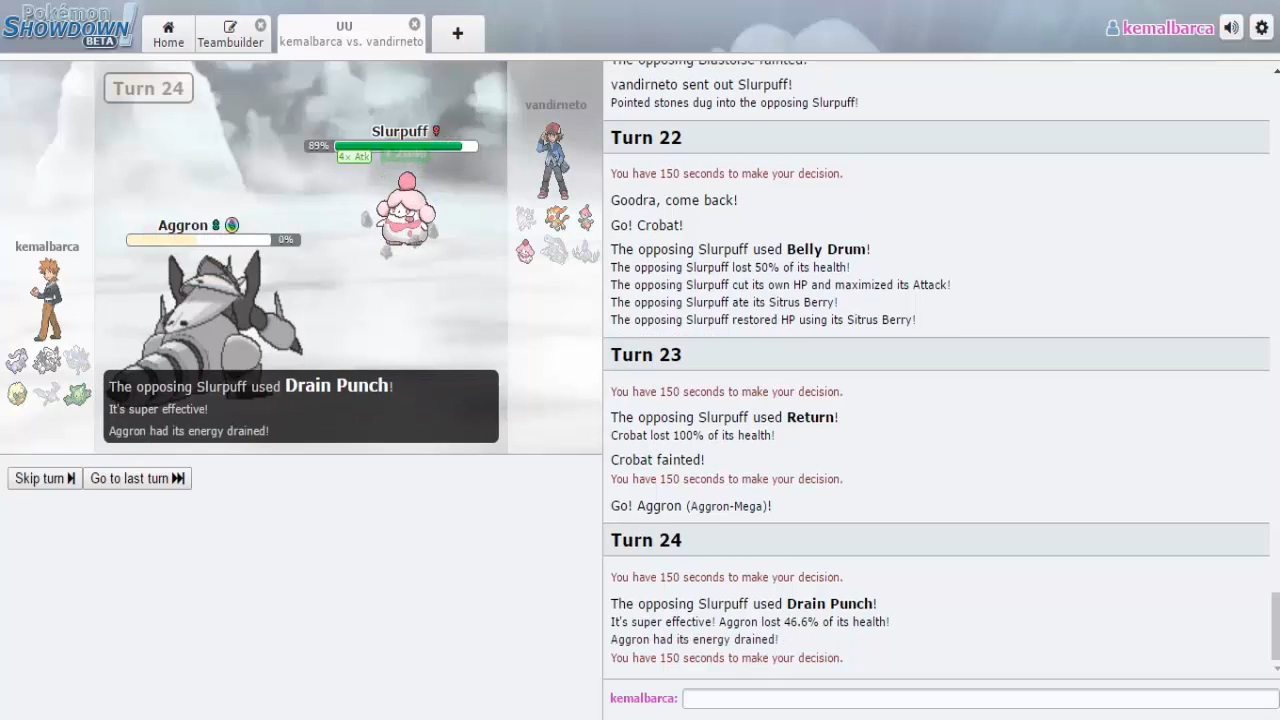 Pokémon
SHOWDOWN!
BETA
Home
Teambuilder
UU
kemalbarca vs. vandirneto
+
kemalbarca
Turn 24
vandirneto
Slurpuff
89%
4x Atk
Aggron
0%
kemalbarca
The opposing Slurpuff used Drain Punch!
It's super effective!
Aggron had its energy drained!
Skip turn
Go to last turn
The opposing Blastoise fainted!
vandirneto sent out Slurpuff!
Pointed stones dug into the opposing Slurpuff!
Turn 22
You have 150 seconds to make your decision.
Goodra, come back!
Go! Crobat!
The opposing Slurpuff used Belly Drum!
The opposing Slurpuff lost 50% of its health!
The opposing Slurpuff cut its own HP and maximized its Attack!
The opposing Slurpuff ate its Sitrus Berry!
The opposing Slurpuff restored HP using its Sitrus Berry!
Turn 23
You have 150 seconds to make your decision.
The opposing Slurpuff used Return!
Crobat lost 100% of its health!
Crobat fainted!
You have 150 seconds to make your decision.
Go! Aggron (Aggron-Mega)!
Turn 24
You have 150 seconds to make your decision.
The opposing Slurpuff used Drain Punch!
It's super effective! Aggron lost 46.6% of its health!
Aggron had its energy drained!
You have 150 seconds to make your decision.
kemalbarca: